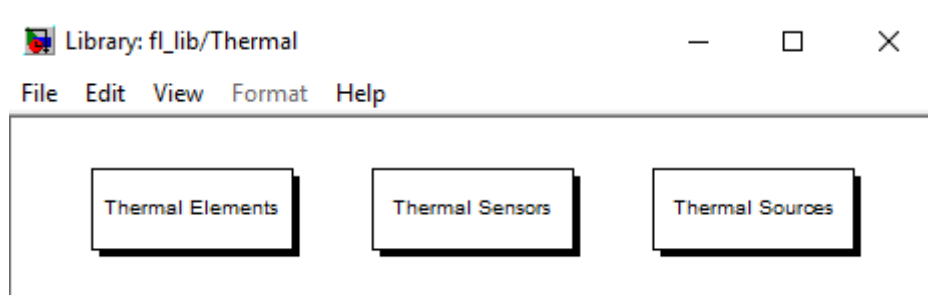 Library: fl_lib/Thermal
File Edit View Format Help
Thermal Elements Thermal Sensors Thermal Sources